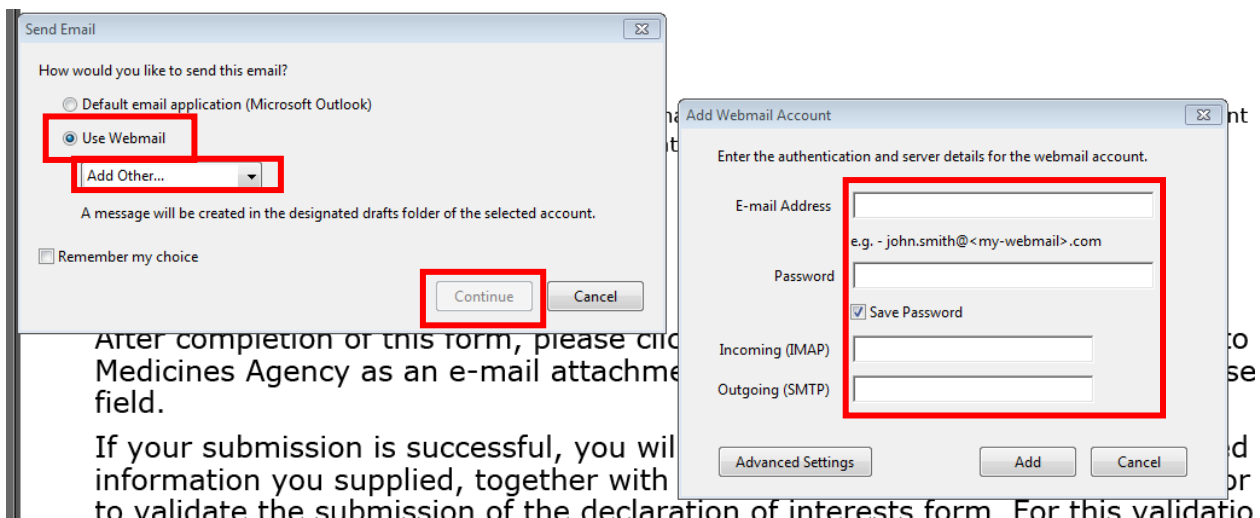 Send Email
How would you like to send this email?
Default email application (Microsoft Outlook)
Use Webmail
Add Other...
A message will be created in the designated drafts folder of the selected account.
Remember my choice
Continue Cancel
Add Webmail Account
Enter the authentication and server details for the webmail account.
E-mail Address
e.g. - john.smith@<my-webmail>.com
Password
Save Password
Incoming (IMAP)
Outgoing (SMTP)
Advanced Settings Add Cancel
After completion of this form, please clic to
Medicines Agency as an e-mail attachme se
field.
If your submission is successful, you wil ed
information you supplied, together with or
to validate the submission of the declaration of interests form. For this validatio